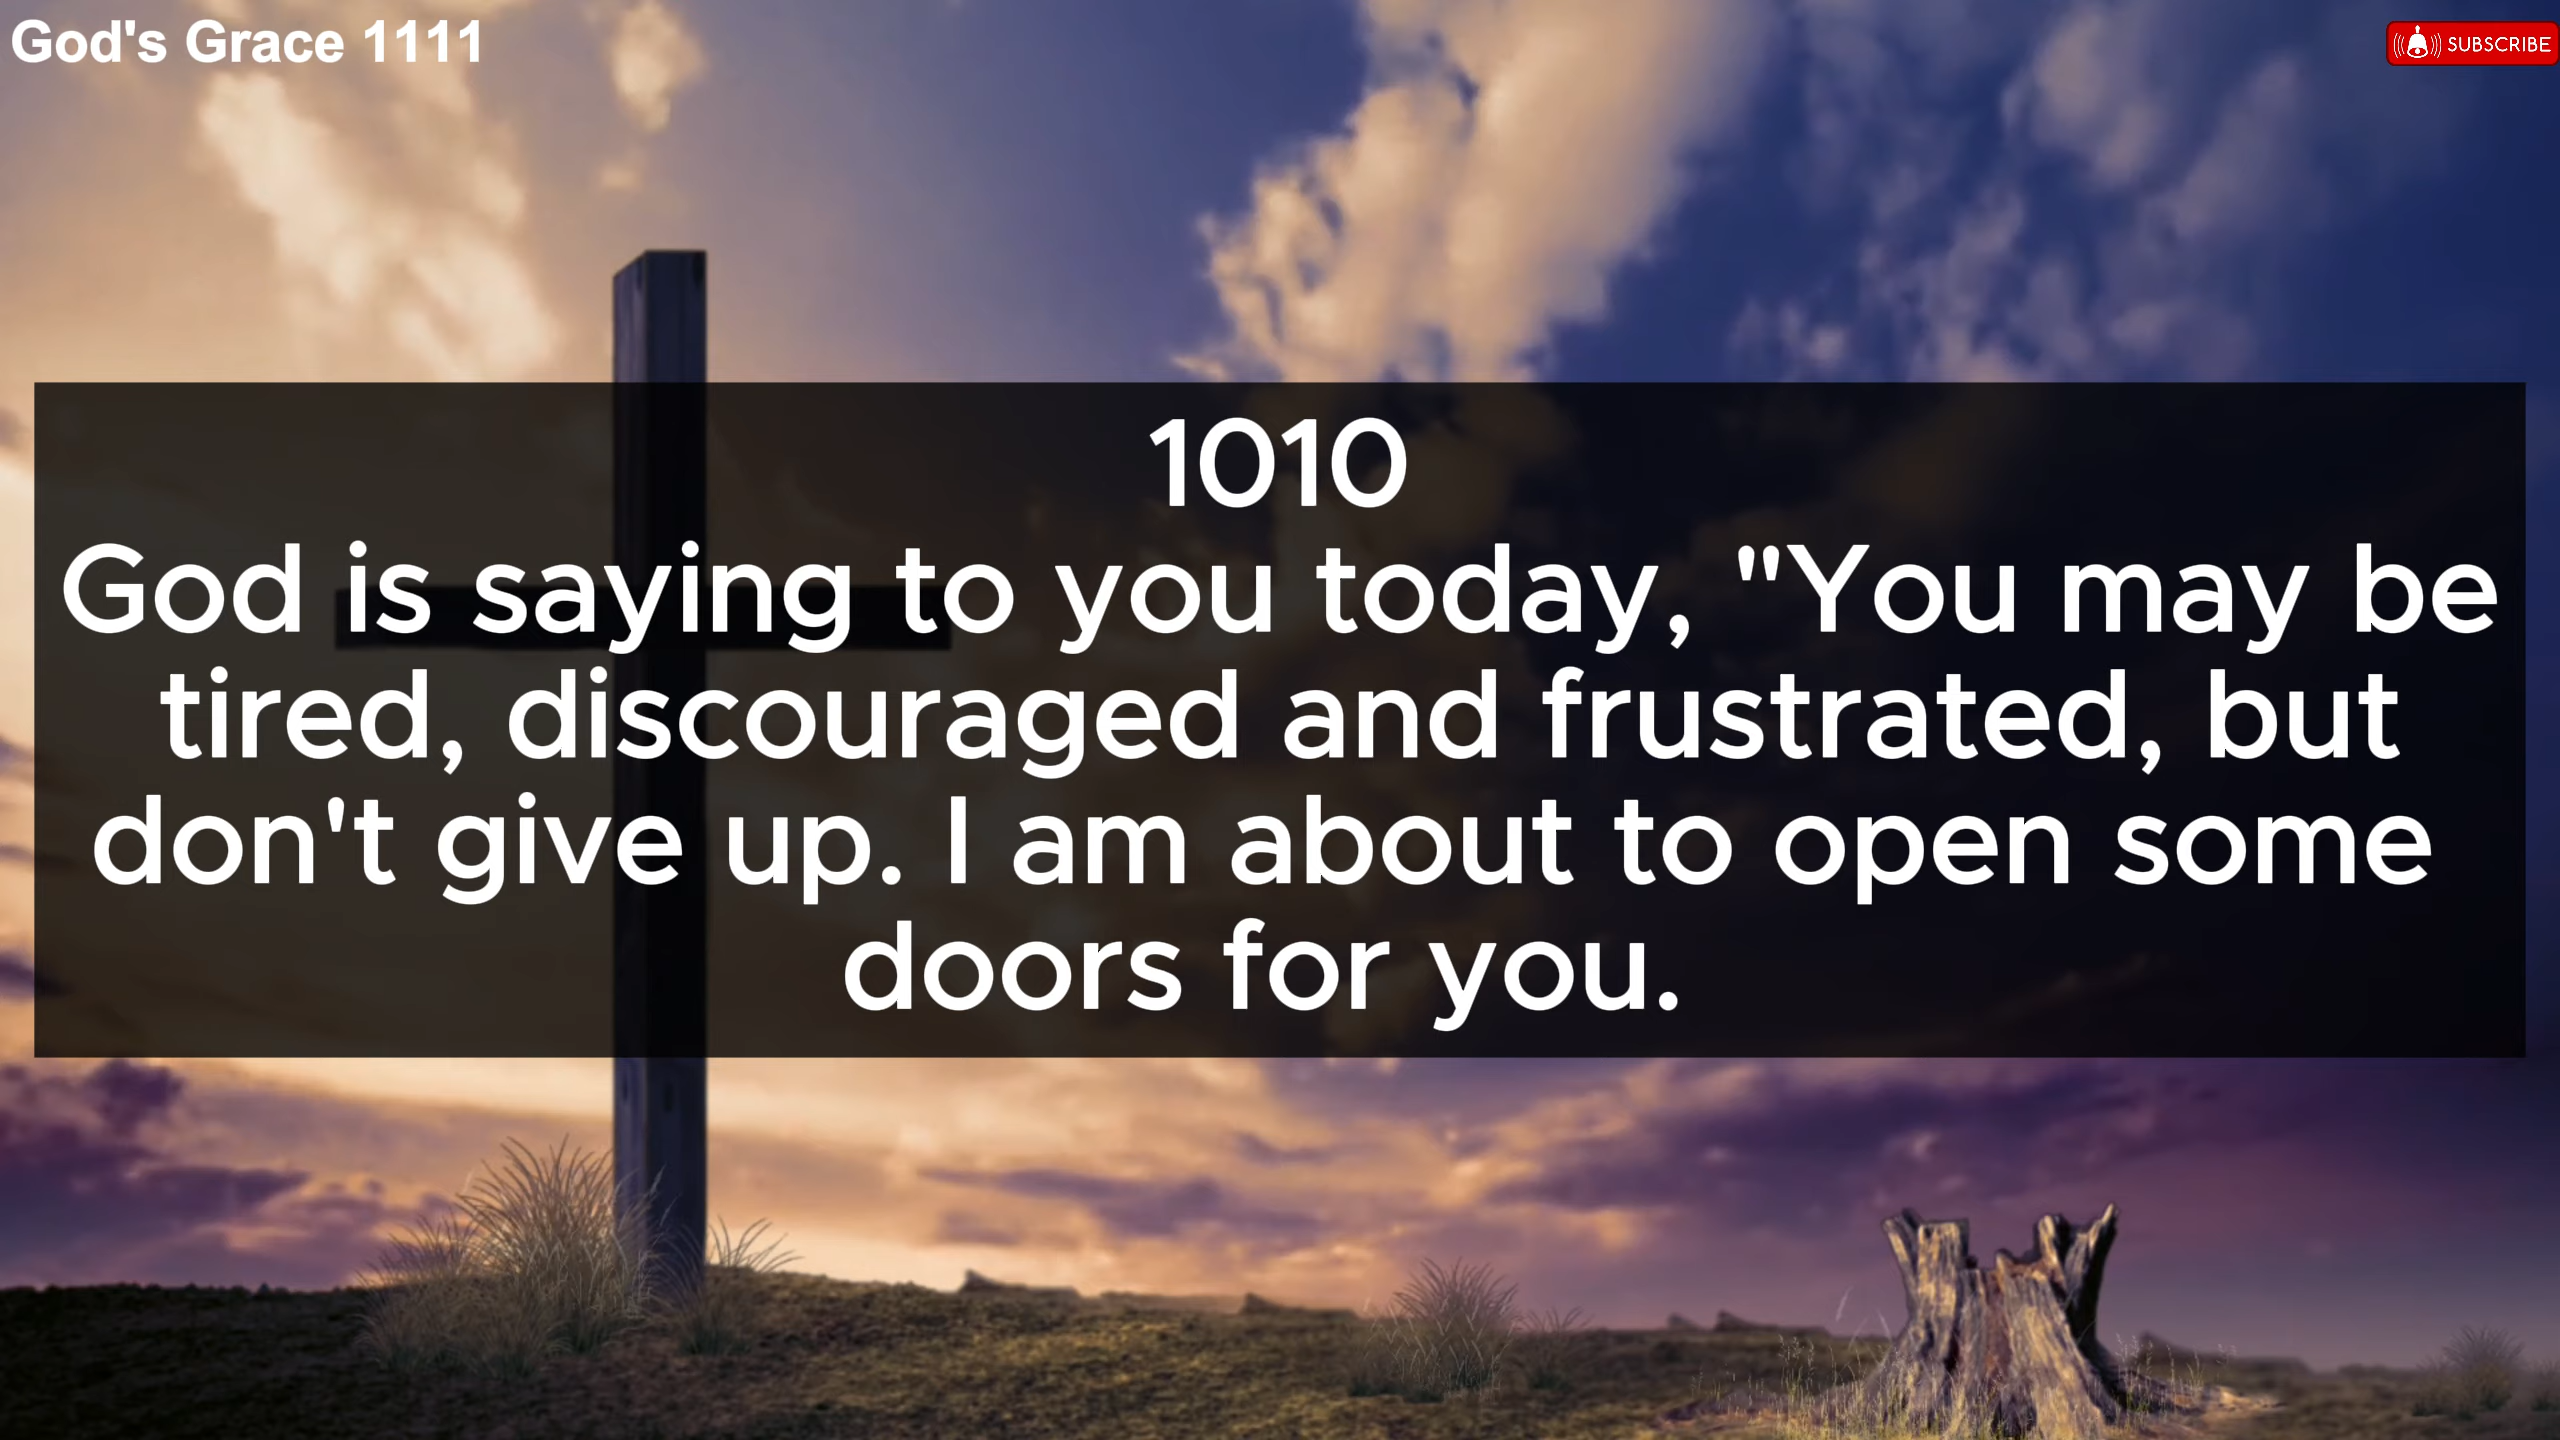 God's Grace 1111
SUBSCRIBE
1010
God is saying to you today, "You may be
tired, discouraged and frustrated, but
don't give up. I am about to open some
doors for you.